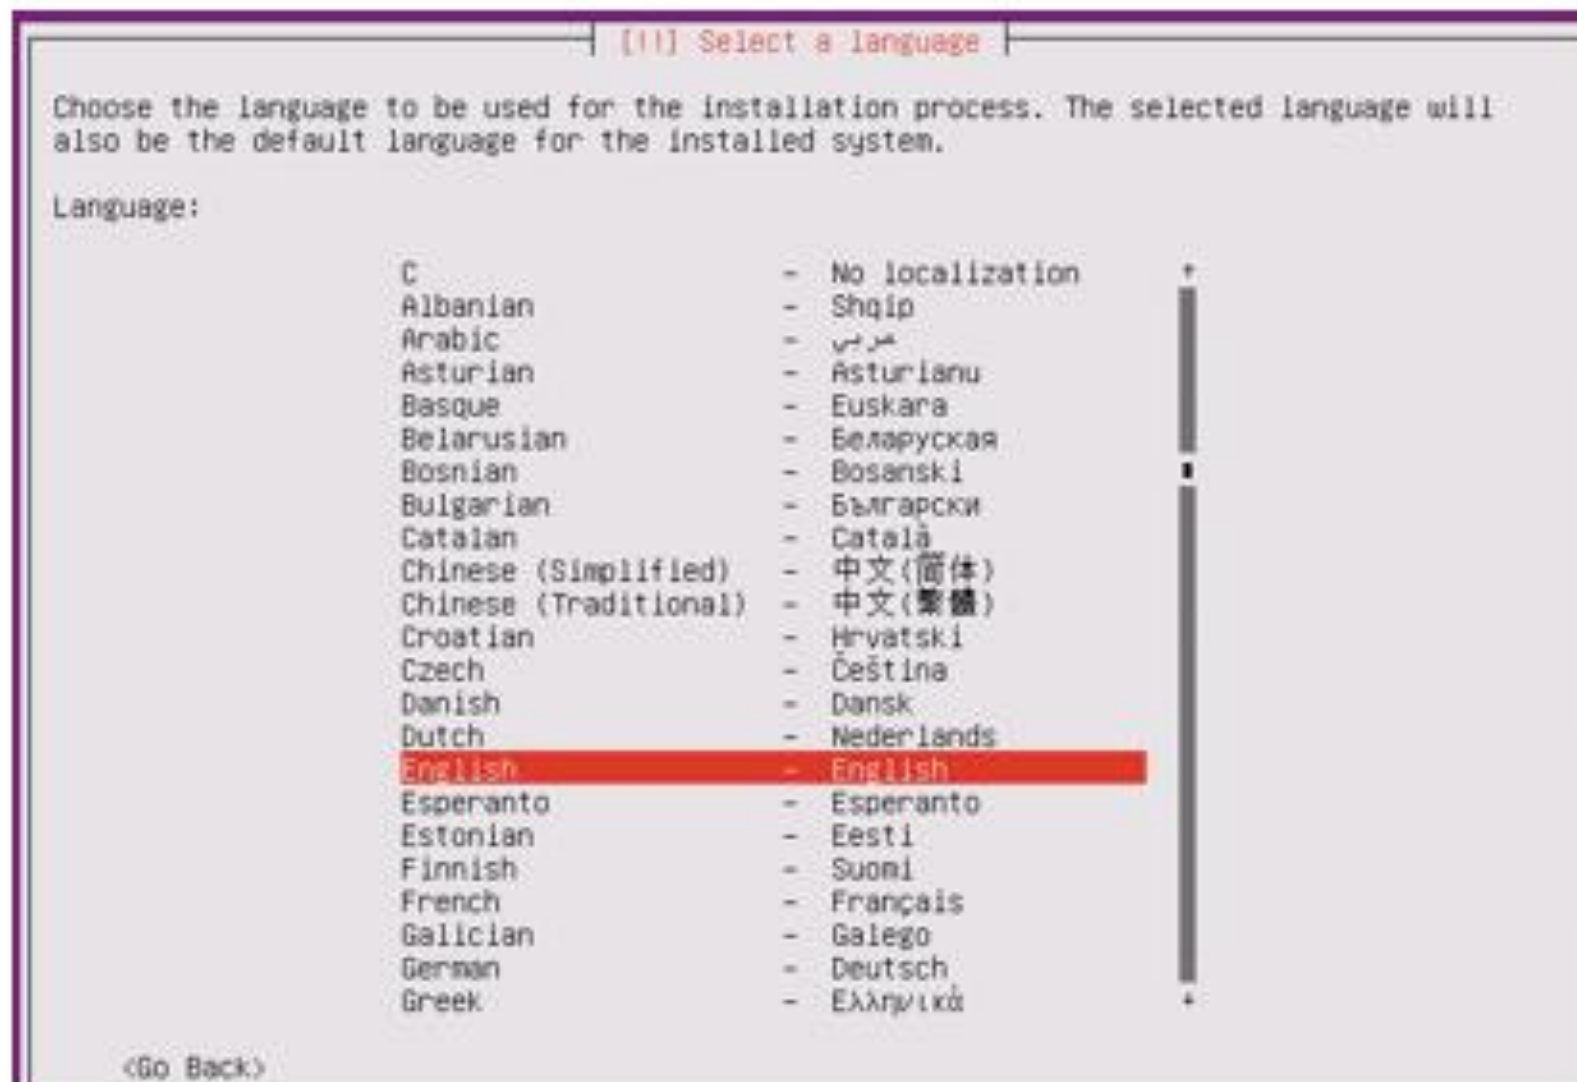 [!!] Select a language
Choose the language to be used for the installation process. The selected language will
also be the default language for the installed system.
Language:
C - No localization
Albanian - Shqip
Arabic - عربي
Asturian - Asturianu
Basque - Euskara
Belarusian - Беларуская
Bosnian - Bosanski
Bulgarian - Български
Catalan - Català
Chinese (Simplified) - 中文(简体)
Chinese (Traditional) - 中文(繁體)
Croatian - Hrvatski
Czech - Čeština
Danish - Dansk
Dutch - Nederlands
English - English
Esperanto - Esperanto
Estonian - Eesti
Finnish - Suomi
French - Français
Galician - Galego
German - Deutsch
Greek - Ελληνικά
<Go Back>